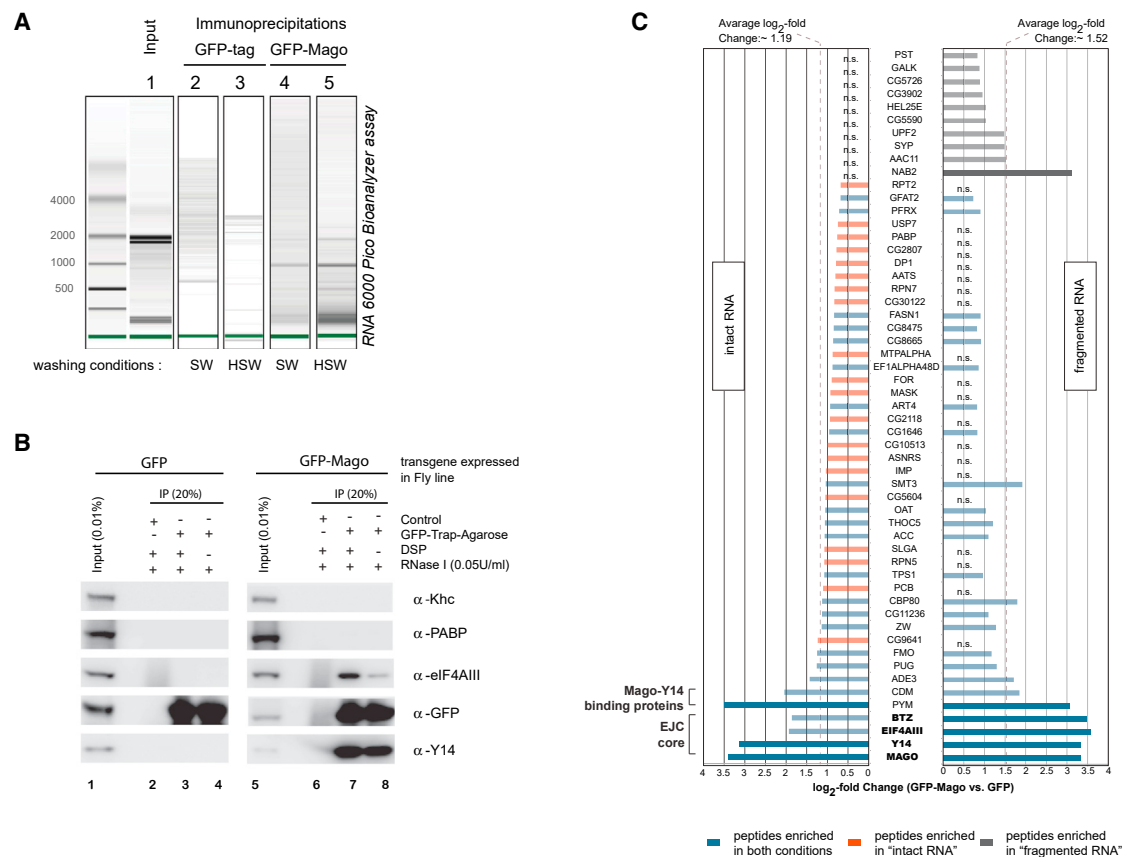 A
Input
Immunoprecipitations
GFP-tag GFP-Mago
1 2 3 4 5
4000
2000
1000
500
RNA 6000 Pico Bioanalyzer assay
washing conditions : SW HSW SW HSW
B
GFP GFP-Mago transgene expressed
in Fly line
Input (0.01%) IP (20%) Input (0.01%) IP (20%)
+ - - + - - Control
- + + - + + GFP-Trap-Agarose
+ + - + + - DSP
+ + + + + + RNase I (0.05U/ml)
α-Khc
α-PABP
α-eIF4AIII
α-GFP
α-Y14
1 2 3 4 5 6 7 8
C
Avarage log2-fold
Change:~ 1.19
Avarage log2-fold
Change:~ 1.52
n.s. PST
n.s. GALK
n.s. CG5726
n.s. CG3902
n.s. HEL25E
n.s. CG5590
n.s. UPF2
n.s. SYP
n.s. AAC11
n.s. NAB2
RPT2 n.s.
GFAT2
PFRX
USP7 n.s.
PABP n.s.
CG2807 n.s.
DP1 n.s.
AATS n.s.
RPN7 n.s.
CG30122 n.s.
FASN1
CG8475
CG8665
MTPALPHA n.s.
EF1ALPHA48D
FOR n.s.
MASK n.s.
ART4
CG2118 n.s.
CG1646
CG10513 n.s.
ASNRS n.s.
IMP n.s.
SMT3
CG5604 n.s.
OAT
THOC5
ACC
SLGA n.s.
RPN5 n.s.
TPS1
PCB n.s.
CBP80
CG11236
ZW
CG9641 n.s.
FMO
PUG
ADE3
CDM
PYM
BTZ
EIF4AIII
Y14
MAGO
intact RNA
fragmented RNA
Mago-Y14
binding proteins
EJC
core
4 3.5 3 2.5 2 1.5 1 0.5 0 0 0.5 1 1.5 2 2.5 3 3.5 4
log2-fold Change (GFP-Mago vs. GFP)
peptides enriched
in both conditions
peptides enriched
in "intact RNA"
peptides enriched
in "fragmented RNA"